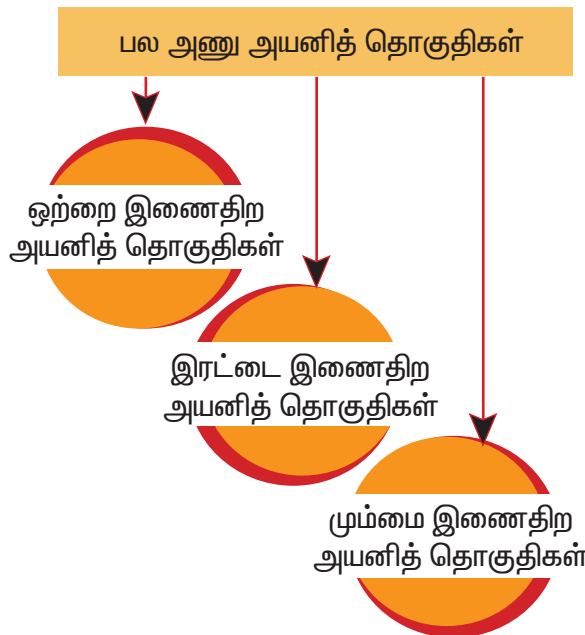 பல அணு அயனித் தொகுதிகள்
ஒற்றை இணைதிற
அயனித் தொகுதிகள்
இரட்டை இணைதிற
அயனித் தொகுதிகள்
மும்மை இணைதிற
அயனித் தொகுதிகள்